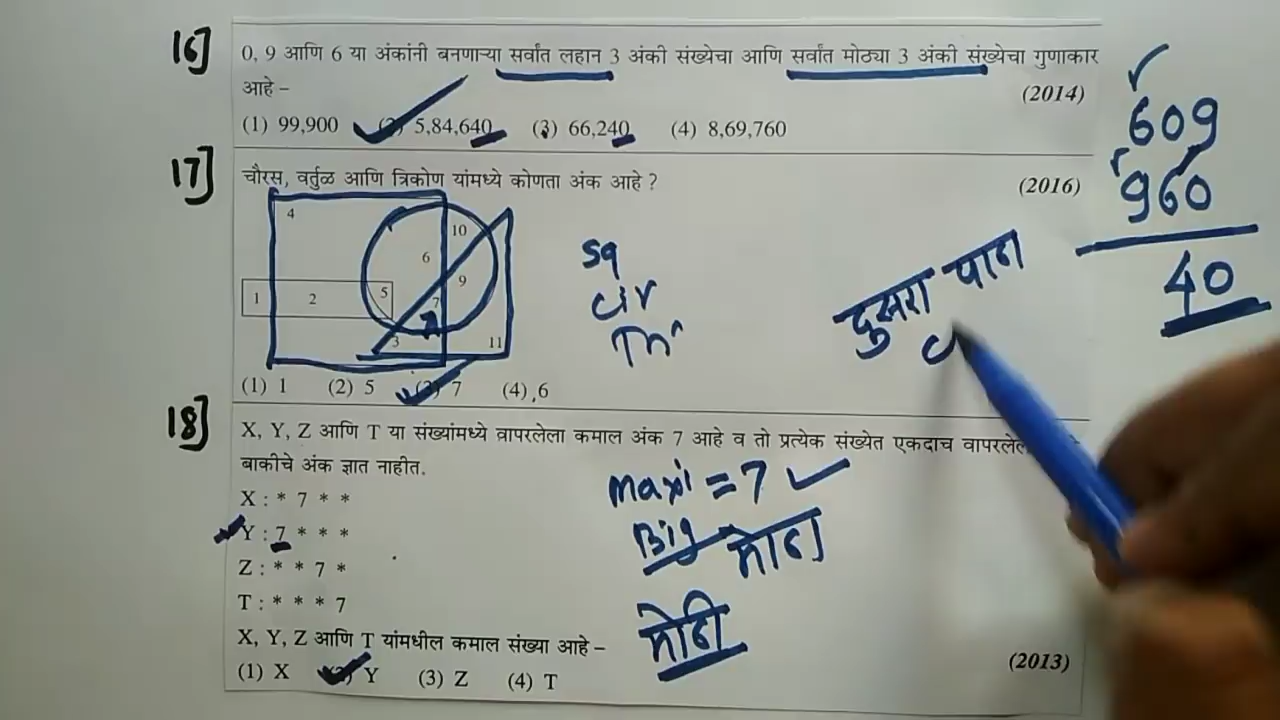 16] 0, 9 आणि 6 या अंकांनी बनणाऱ्या सर्वांत लहान 3 अंकी संख्येचा आणि सर्वांत मोठ्या 3 अंकी संख्येचा गुणाकार
आहे –
(2014)
(1) 99,900 (2) 5,84,640 (3) 66,240 (4) 8,69,760
609
960
40
17] चौरस, वर्तुळ आणि त्रिकोण यांमध्ये कोणता अंक आहे ?
(2016)
4
10
6
9
1 2 5
7
7
3 11
Sq
Cir
Tri
दुसरा
(1) 1 (2) 5 (3) 7 (4) 6
18] X, Y, Z आणि T या संख्यांमध्ये वापरलेला कमाल अंक 7 आहे व तो प्रत्येक संख्येत एकदाच
बाकीचे अंक ज्ञात नाहीत.
X : * 7 * *
Y : 7 * * *
Z : * * 7 *
T : * * * 7
Maxi = 7
Big मोठा
मोठी
X, Y, Z आणि T यांमधील कमाल संख्या आहे –
(2013)
(1) X (2) Y (3) Z (4) T